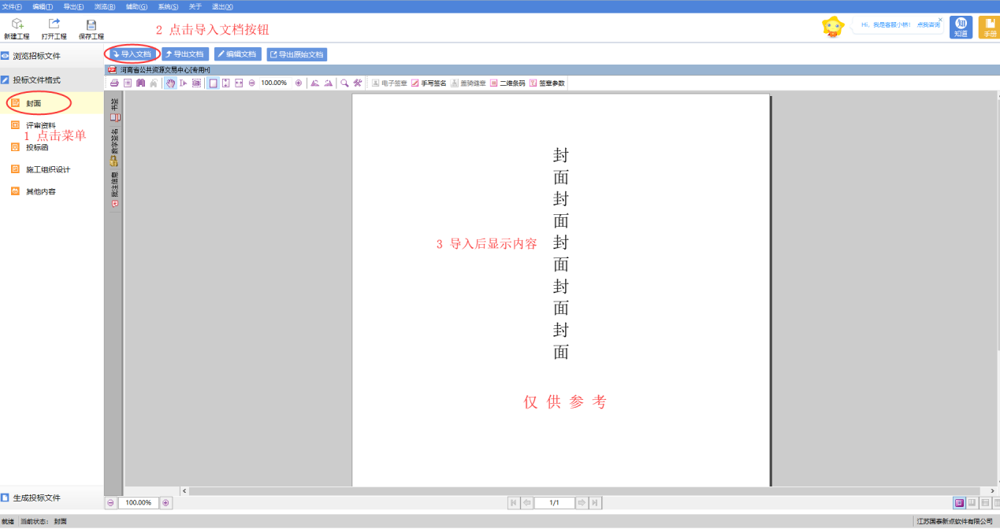 文件(F) 编辑(T) 导出(E) 浏览(B) 辅助(G) 系统(S) 关于 退出(X)
新建工程 打开工程 保存工程
2 点击导入文档按钮
Hi，我是客服小桥！ 点我咨询
知道
手册
浏览招标文件
导入文档 导出文档 编辑文档 导出原始文档
河南省公共资源交易中心[专用H]
投标文件格式
100.00% 电子签章 手写签名 盖骑缝章 二维条码 签章参数
封面
评审资料
1 点击菜单
投标函
施工组织设计
其他内容
书签
数字签名
封
面
封
面
3 导入后显示内容
封
面
封
面
封
面
仅 供 参 考
生成投标文件
100.00%
1/1
就绪 当前状态： 封面
江苏国泰新点软件有限公司